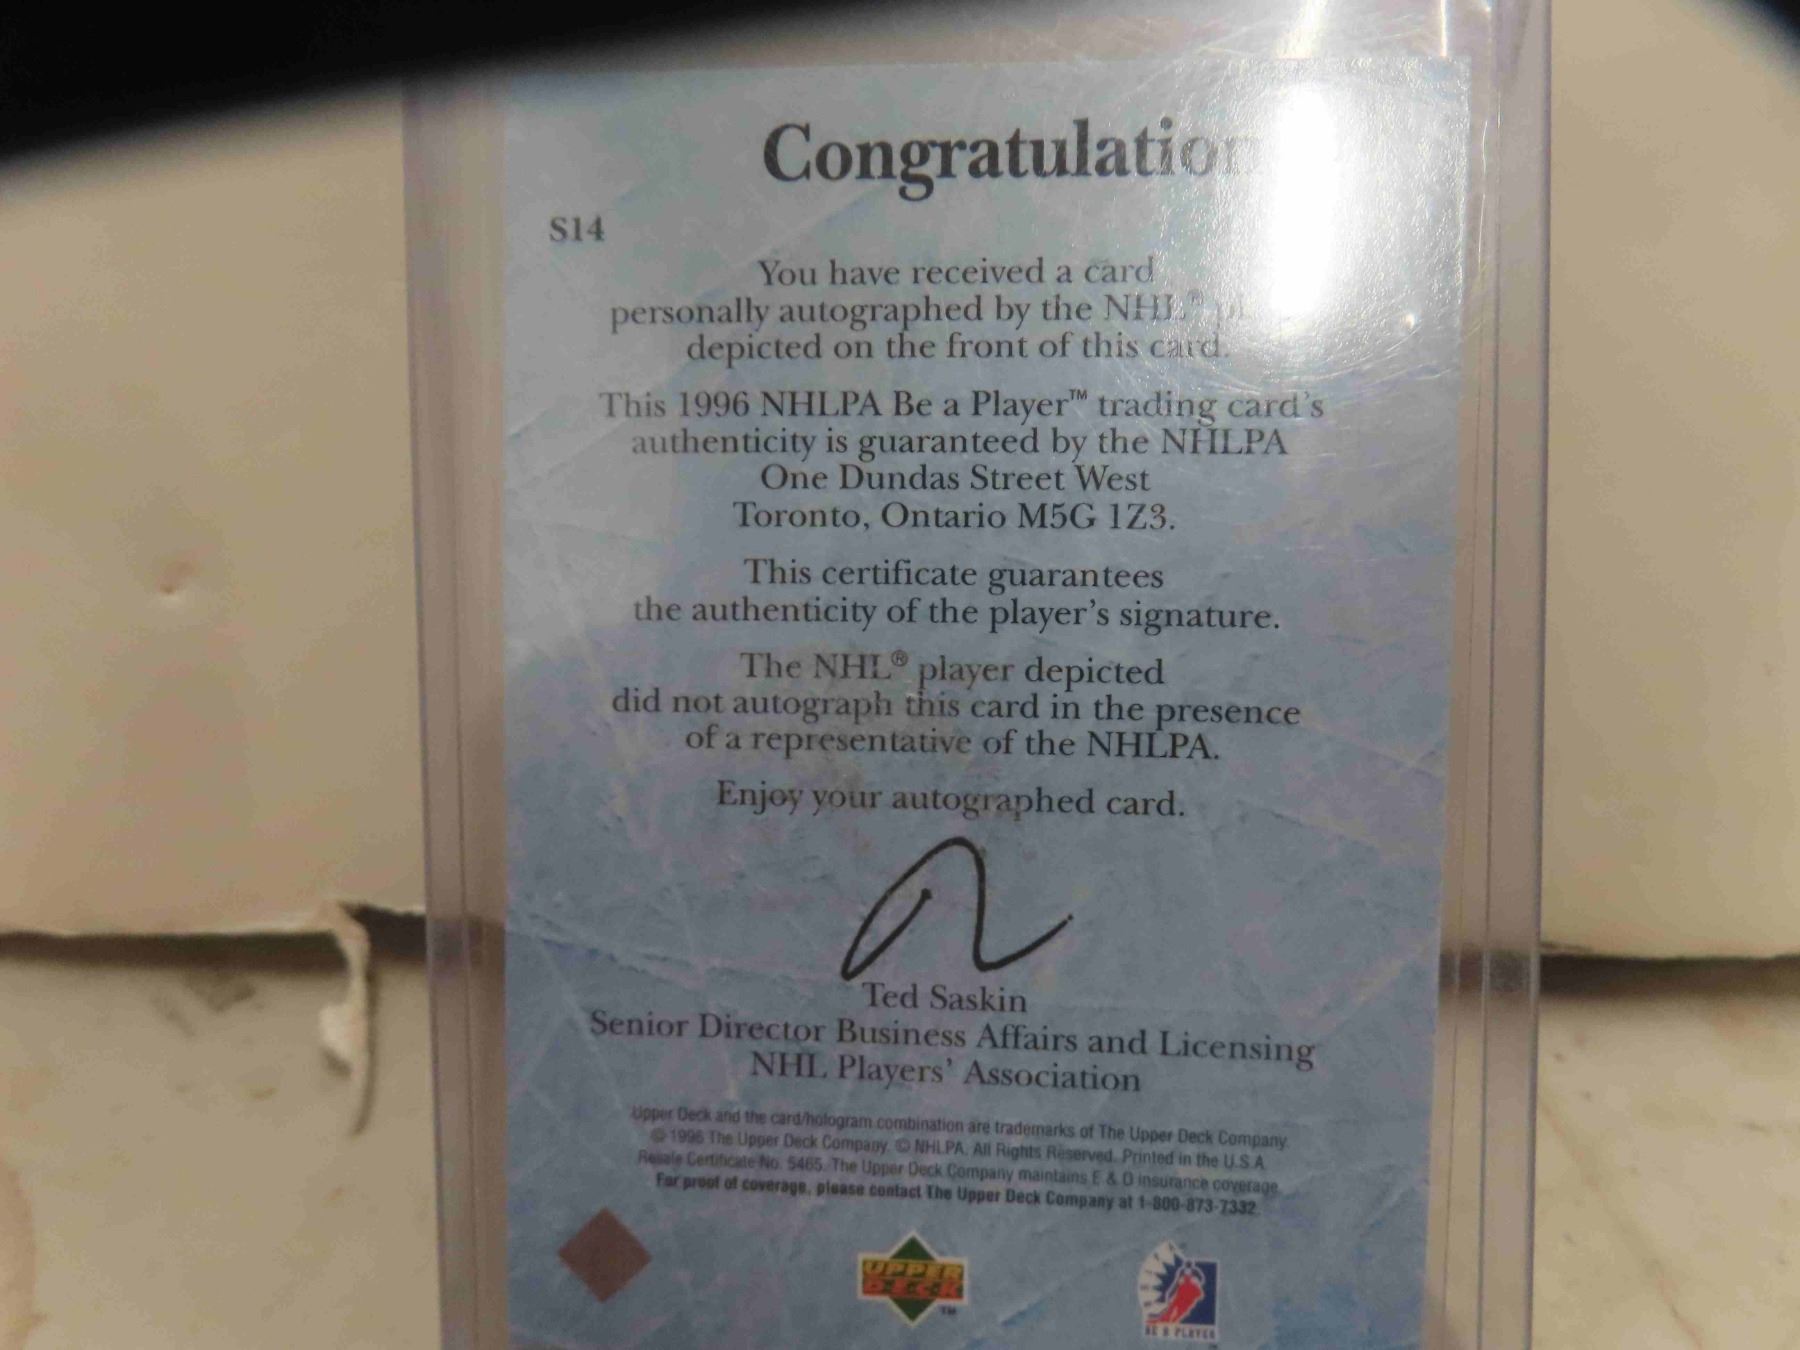 Congratulation
S14
You have received a card
personally autographed by the NHL®
depicted on the front of this card.
This 1996 NHLPA Be a Player™ trading card's
authenticity is guaranteed by the NHLPA
One Dundas Street West
Toronto, Ontario M5G 1Z3.
This certificate guarantees
the authenticity of the player's signature.
The NHL® player depicted
did not autograph this card in the presence
of a representative of the NHLPA.
Enjoy your autographed card.
Ted Saskin
Senior Director Business Affairs and Licensing
NHL Players' Association
Upper Deck and the card/hologram combination are trademarks of The Upper Deck Company.
© 1996 The Upper Deck Company. © NHLPA. All Rights Reserved. Printed in the U.S.A.
Resale Certificate No. 5465. The Upper Deck Company maintains E & O insurance coverage.
For proof of coverage, please contact The Upper Deck Company at 1-800-873-7332.
UPPER
DECK™
BE A PLAYER